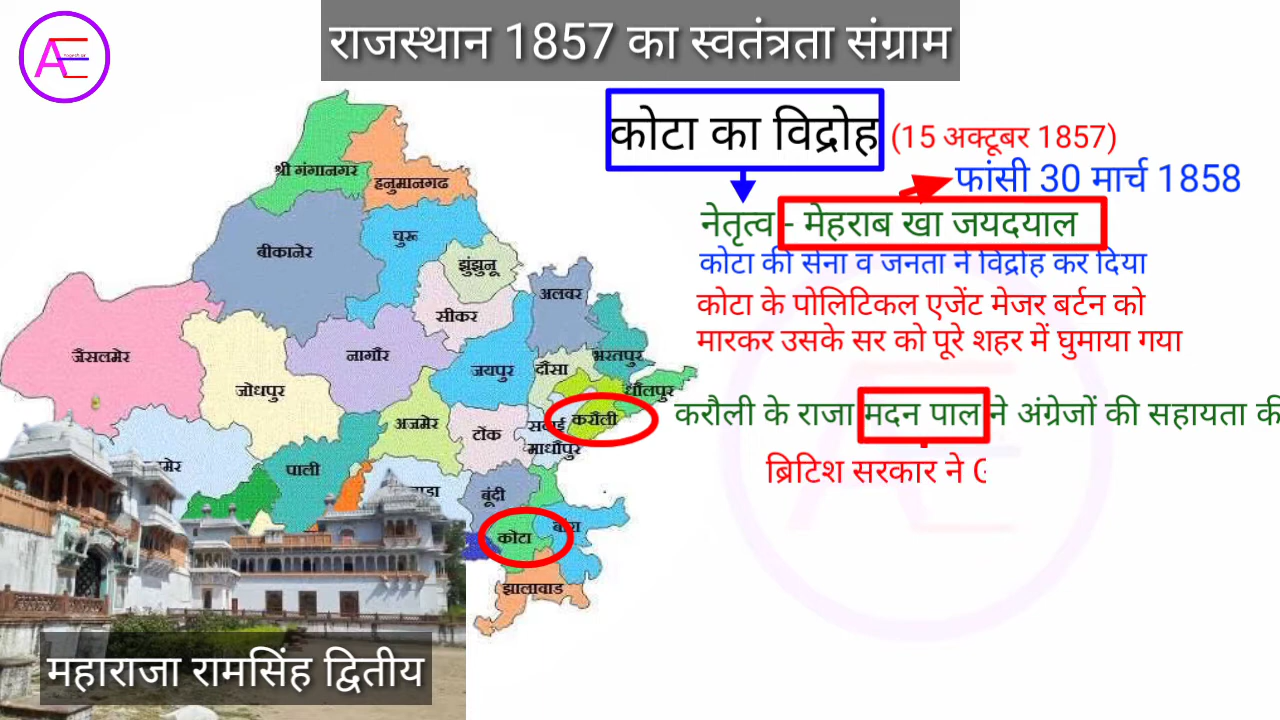 राजस्थान 1857 का स्वतंत्रता संग्राम
कोटा का विद्रोह (15 अक्टूबर 1857)
फांसी 30 मार्च 1858
नेतृत्व - मेहराब खा जयदयाल
कोटा की सेना व जनता ने विद्रोह कर दिया
कोटा के पोलिटिकल एजेंट मेजर बर्टन को
मारकर उसके सर को पूरे शहर में घुमाया गया
करौली के राजा मदन पाल ने अंग्रेजों की सहायता की
ब्रिटिश सरकार ने
श्री गंगानगर
हनुमानगढ
बीकानेर
चुरू
झुंझुनू
सीकर
अलवर
जैसलमेर
जोधपुर
नागौर
जयपुर
दौसा
भरतपुर
धौलपुर
करौली
अजमेर
टोंक
सवाई
माधौपुर
मेर
पाली
ाडा
बूंदी
कोटा
बारा
झालावाड
महाराजा रामसिंह द्वितीय
AE